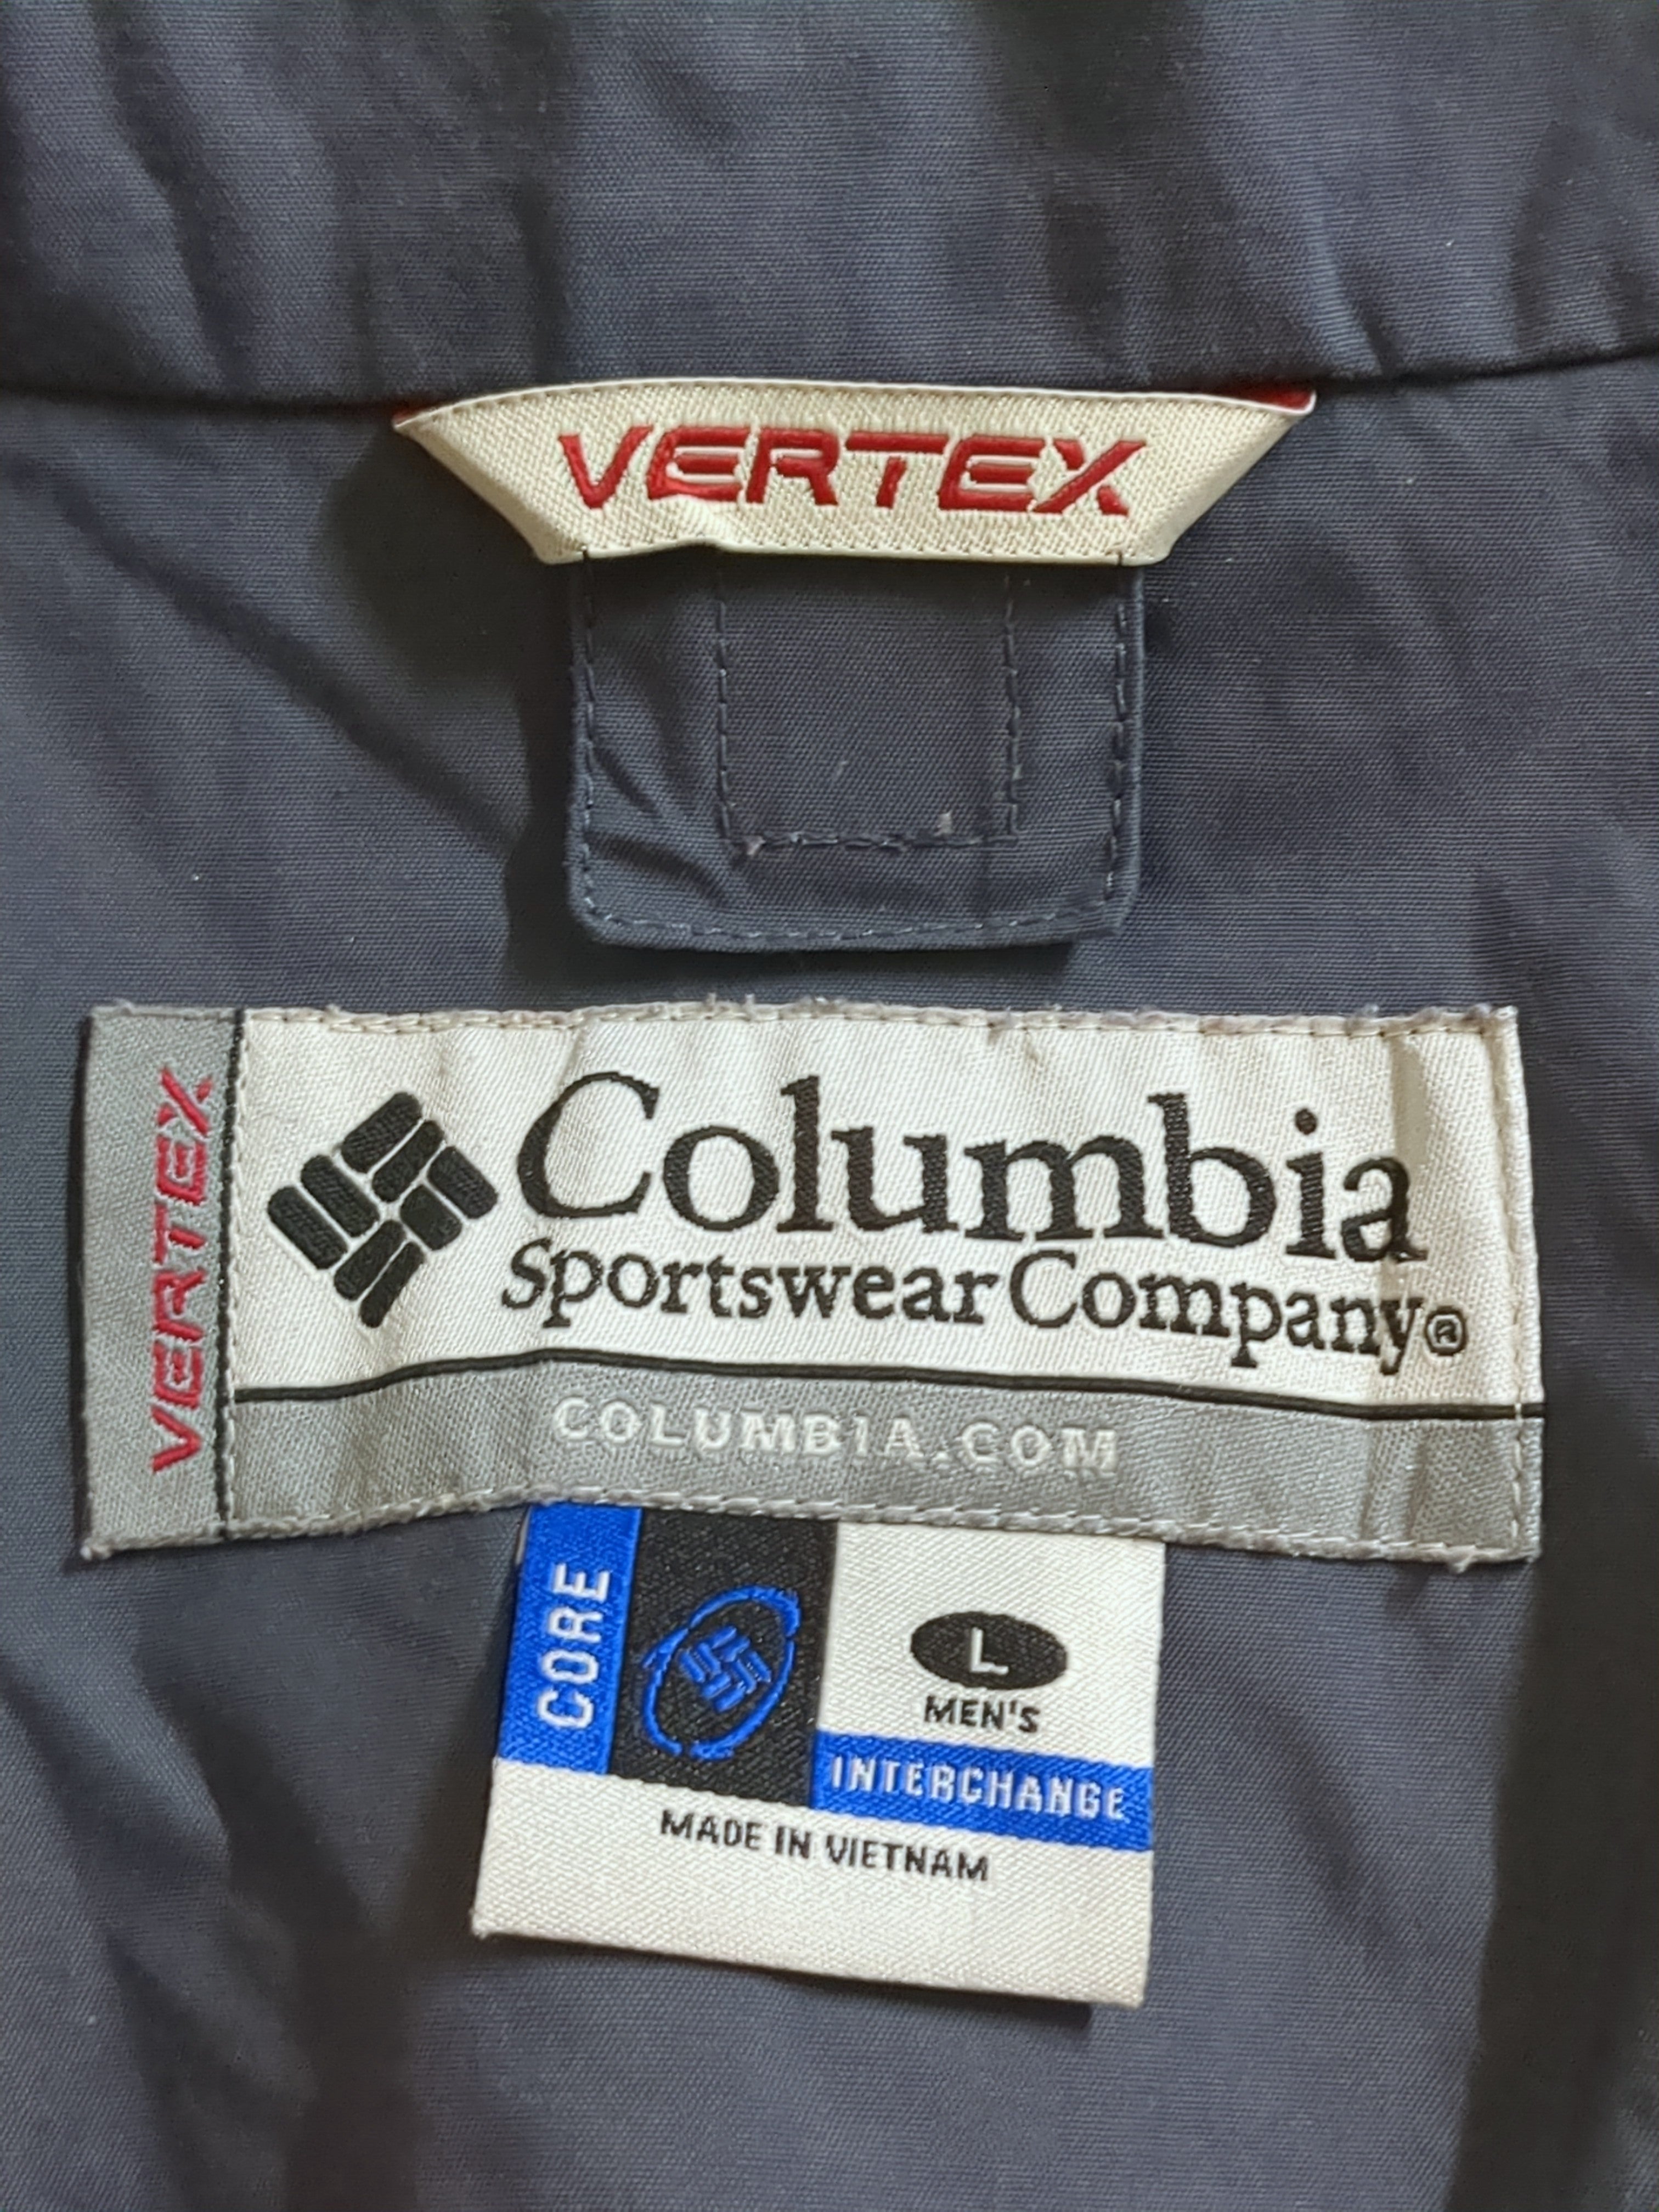 VERTEX
VERTEX
Columbia
Sportswear Company®
COLUMBIA.COM
CORE
L
MEN'S
INTERCHANGE
MADE IN VIETNAM